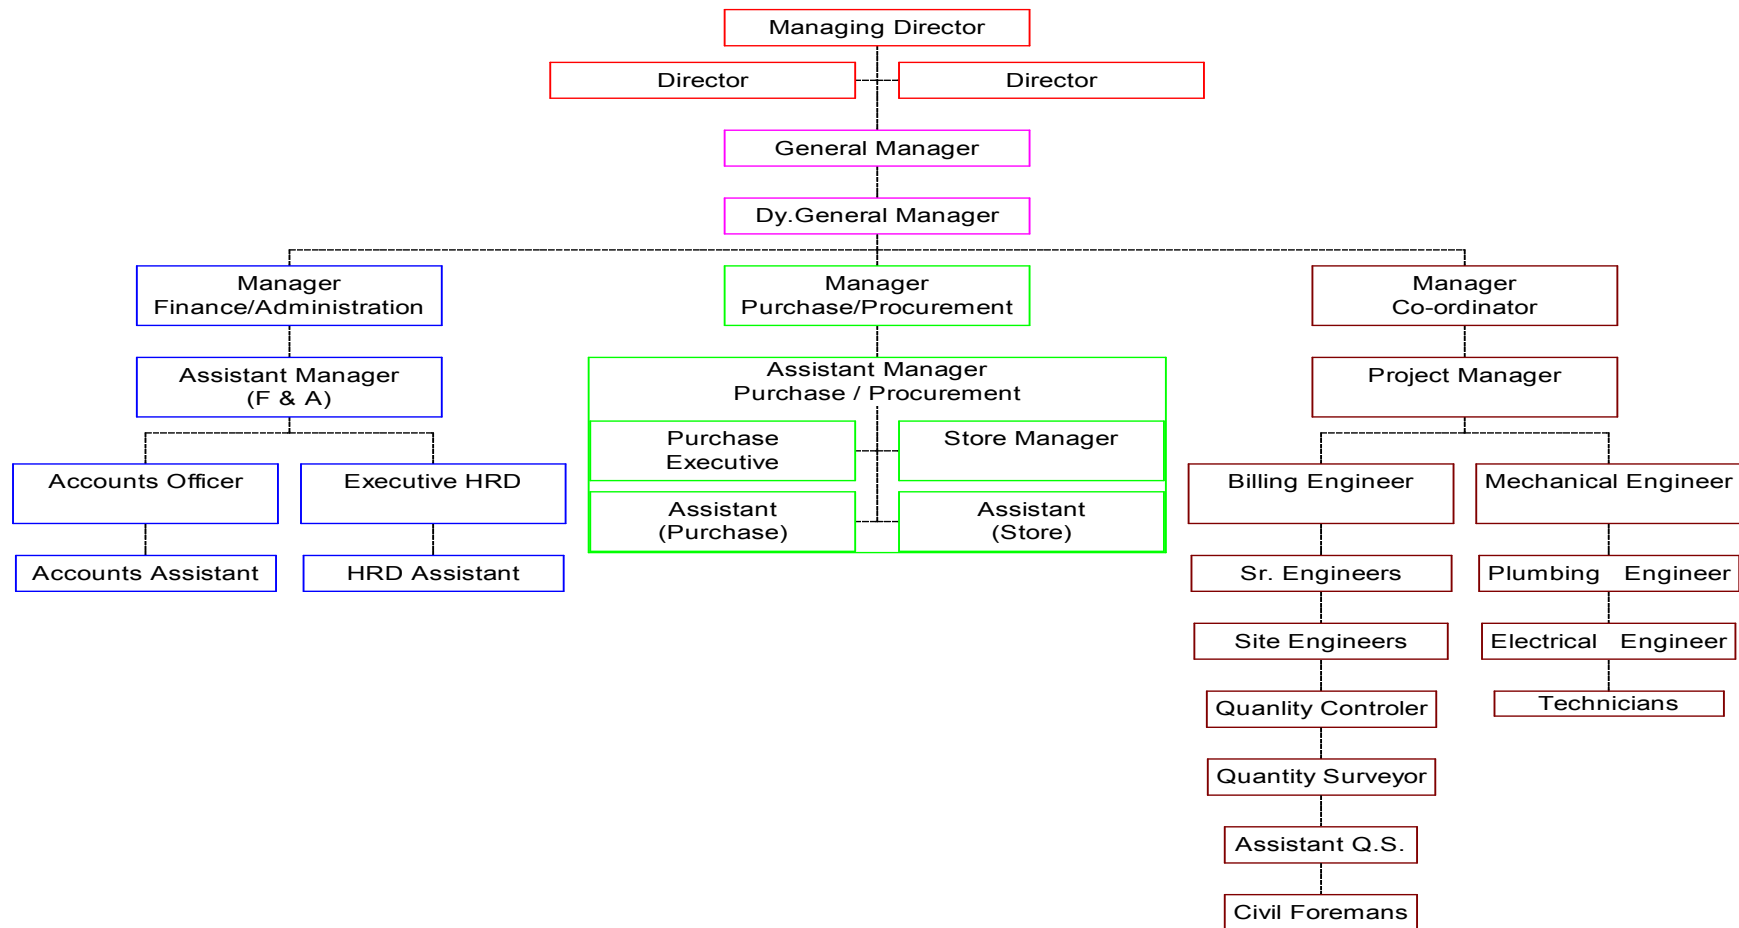 Managing Director
Director
Director
General Manager
Dy.General Manager
Manager
Finance/Administration
Manager
Purchase/Procurement
Manager
Co-ordinator
Assistant Manager
(F & A)
Assistant Manager
Purchase / Procurement
Project Manager
Purchase
Executive
Store Manager
Accounts Officer
Executive HRD
Billing Engineer
Mechanical Engineer
Assistant
(Purchase)
Assistant
(Store)
Accounts Assistant
HRD Assistant
Sr. Engineers
Plumbing Engineer
Site Engineers
Electrical Engineer
Quanlity Controler
Technicians
Quantity Surveyor
Assistant Q.S.
Civil Foremans